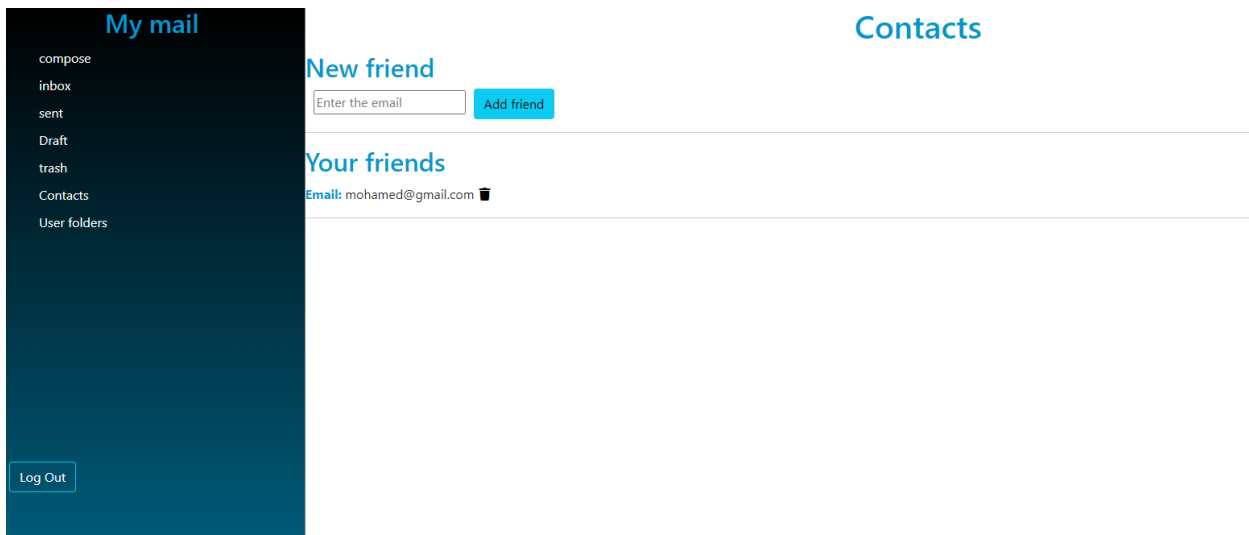 My mail
compose
inbox
sent
Draft
trash
Contacts
User folders
Log Out
Contacts
New friend
Enter the email
Add friend
Your friends
Email: mohamed@gmail.com